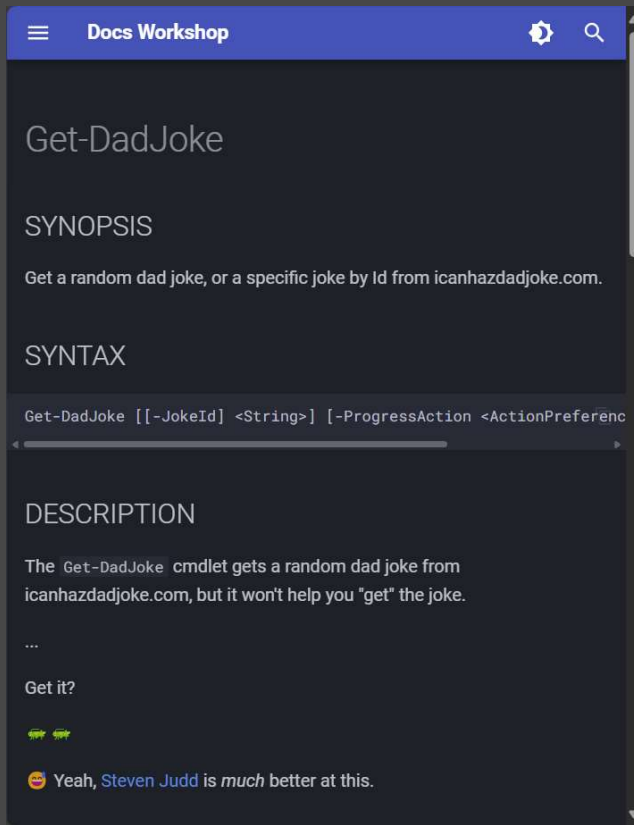 Docs Workshop
Get-DadJoke
SYNOPSIS
Get a random dad joke, or a specific joke by Id from icanhazdadjoke.com.
SYNTAX
Get-DadJoke [[-JokeId] <String>] [-ProgressAction <ActionPreferenc
DESCRIPTION
The Get-DadJoke cmdlet gets a random dad joke from
icanhazdadjoke.com, but it won't help you "get" the joke.
...
Get it?
🦗 🦗
😅 Yeah, Steven Judd is much better at this.